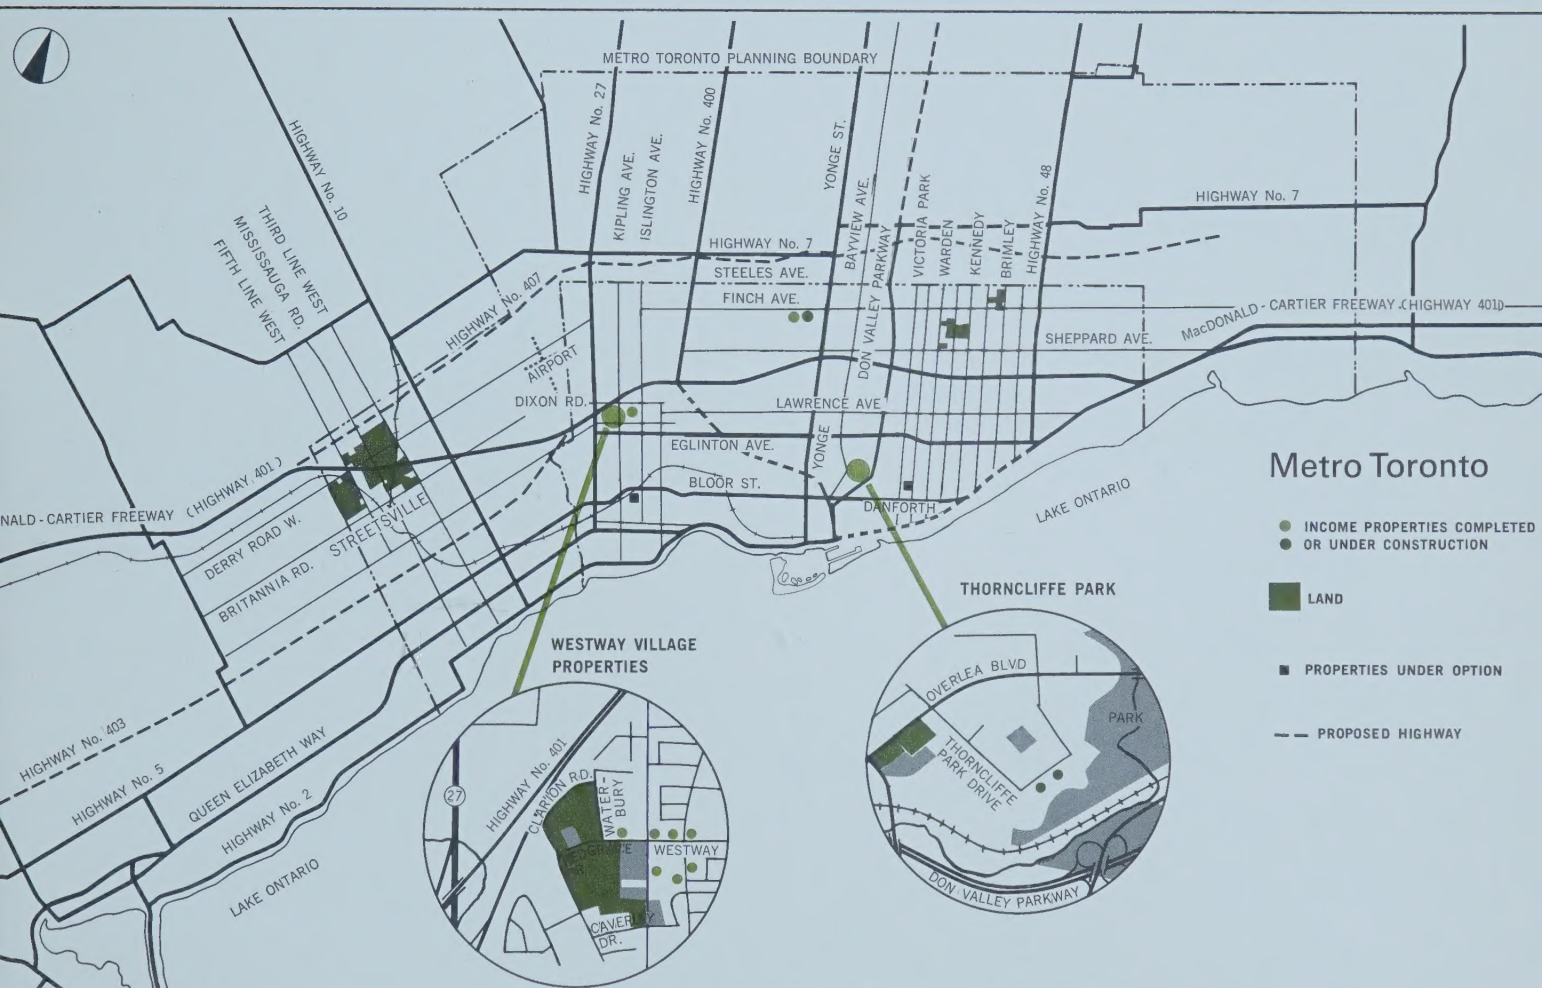 METRO TORONTO PLANNING BOUNDARY
HIGHWAY No. 10
HIGHWAY No. 27
KIPLING AVE.
ISLINGTON AVE.
HIGHWAY No. 400
YONGE ST.
BAYVIEW AVE.
DON VALLEY PARKWAY
VICTORIA PARK
WARDEN
KENNEDY
BRIMLEY
HIGHWAY No. 48
HIGHWAY No. 7
THIRD LINE WEST
MISSISSAUGA RD.
FIFTH LINE WEST
HIGHWAY No. 407
HIGHWAY No. 7
STEELES AVE.
FINCH AVE.
MacDONALD - CARTIER FREEWAY (HIGHWAY 401)
SHEPPARD AVE.
AIRPORT
DIXON RD.
LAWRENCE AVE
EGLINTON AVE.
YONGE
BLOOR ST.
DANFORTH
LAKE ONTARIO
NALD - CARTIER FREEWAY (HIGHWAY 401)
DERRY ROAD W.
STREETSVILLE
BRITANNIA RD.
HIGHWAY No. 403
HIGHWAY No. 5
QUEEN ELIZABETH WAY
HIGHWAY No. 2
LAKE ONTARIO
Metro Toronto
INCOME PROPERTIES COMPLETED
OR UNDER CONSTRUCTION
LAND
PROPERTIES UNDER OPTION
PROPOSED HIGHWAY
WESTWAY VILLAGE
PROPERTIES
27
HIGHWAY No. 401
CLARION RD.
WATER-
BURY
WESTWAY
DR.
THORNCLIFFE PARK
OVERLEA BLVD
PARK
THORNCLIFFE
PARK DRIVE
DON VALLEY PARKWAY